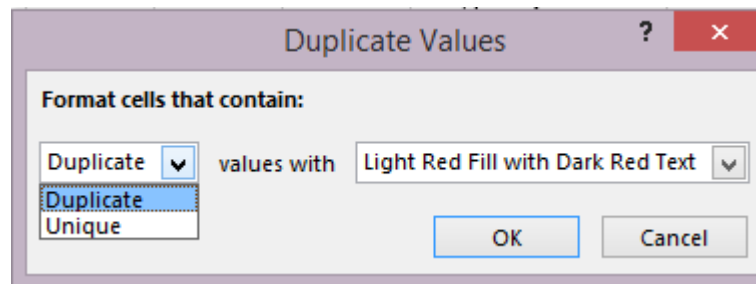 Duplicate Values ?
Format cells that contain:
Duplicate values with Light Red Fill with Dark Red Text
Duplicate
Unique
OK Cancel